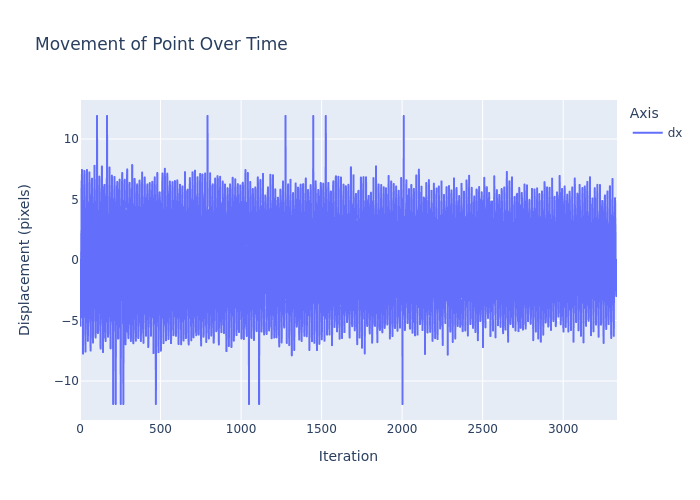 Movement of Point Over Time
Axis
dx
10
5
0
−5
−10
Displacement (pixels)
0 500 1000 1500 2000 2500 3000
Iteration